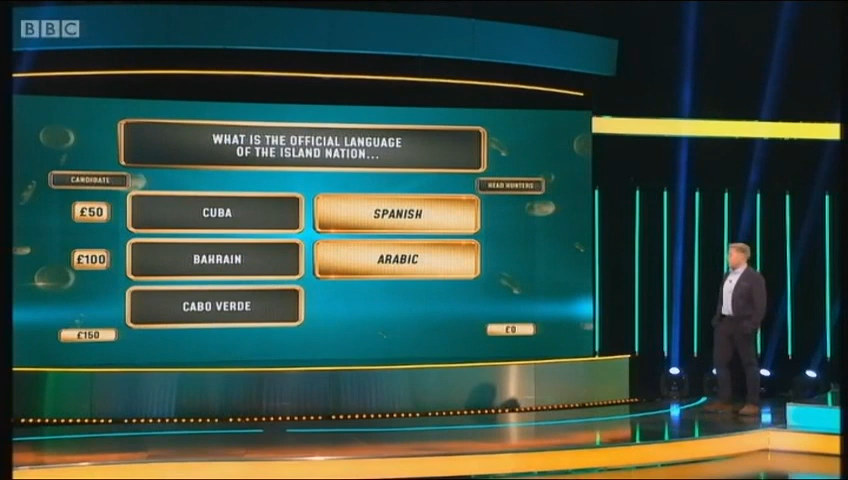 BBC
WHAT IS THE OFFICIAL LANGUAGE
OF THE ISLAND NATION...
CANDIDATE
HEAD HUNTERS
£50
CUBA
SPANISH
£100
BAHRAIN
ARABIC
CABO VERDE
£150
£0